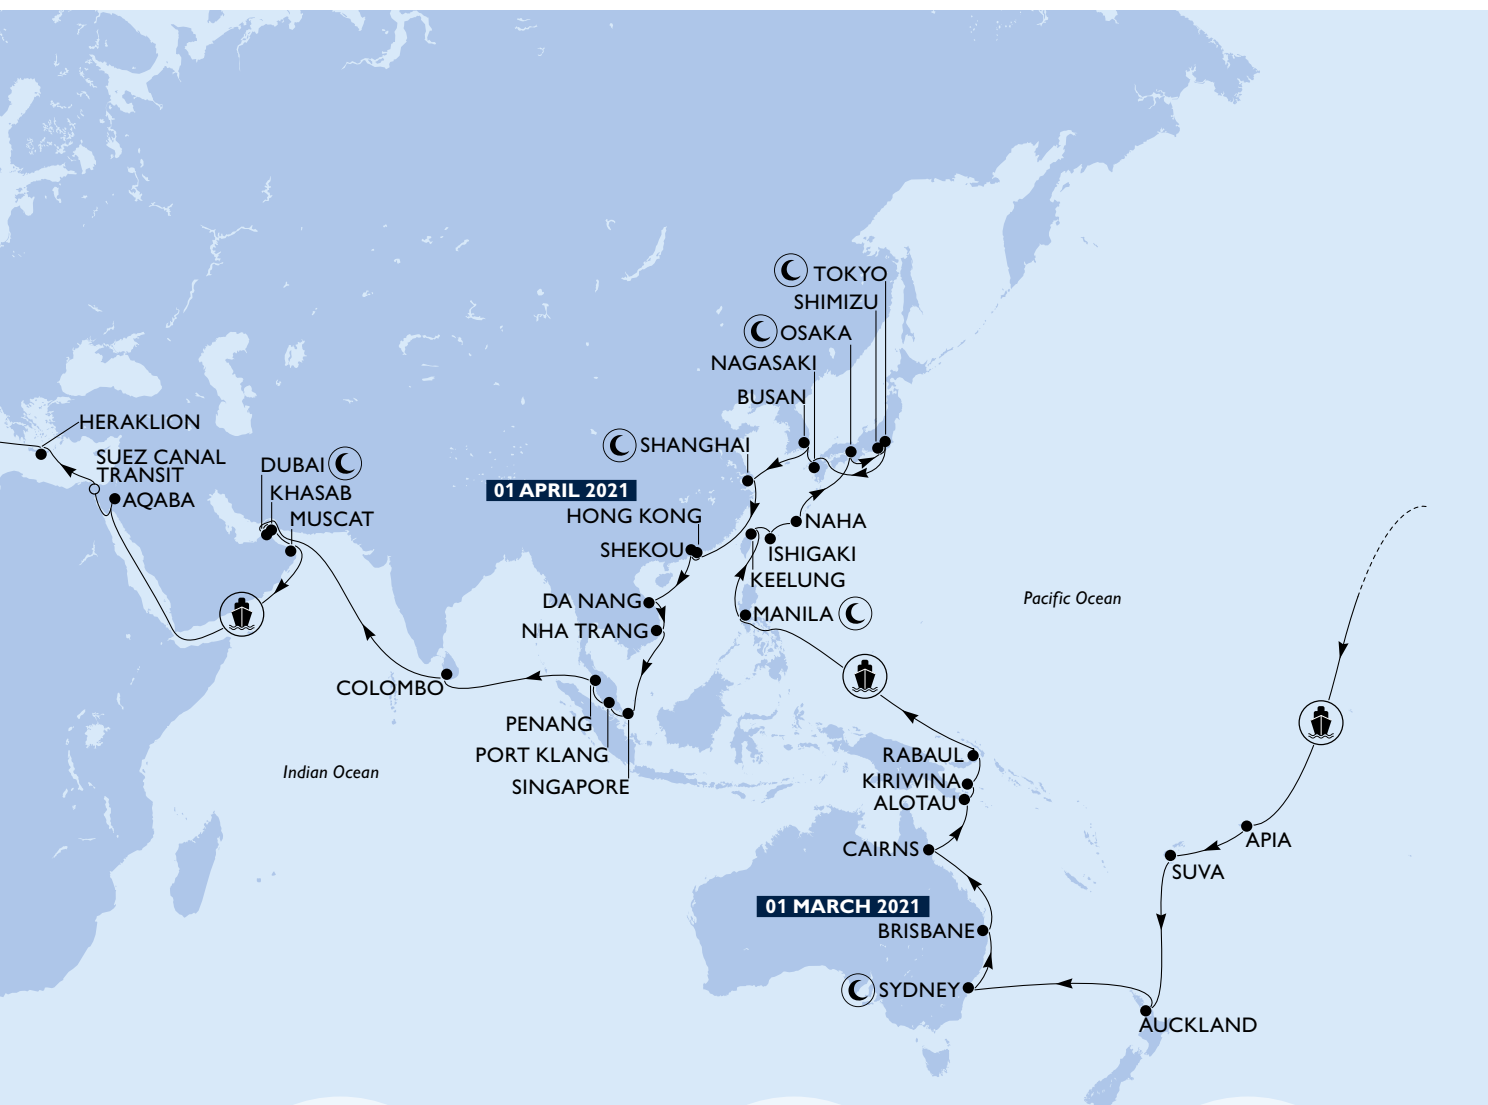 TOKYO
SHIMIZU
OSAKA
NAGASAKI
BUSAN
HERAKLION
SHANGHAI
SUEZ CANAL
TRANSIT
DUBAI
AQABA
KHASAB
01 APRIL 2021
MUSCAT
HONG KONG
NAHA
SHEKOU
ISHIGAKI
KEELUNG
DA NANG
Pacific Ocean
MANILA
NHA TRANG
COLOMBO
PENANG
PORT KLANG
RABAUL
Indian Ocean
KIRIWINA
SINGAPORE
ALOTAU
APIA
CAIRNS
SUVA
01 MARCH 2021
BRISBANE
SYDNEY
AUCKLAND